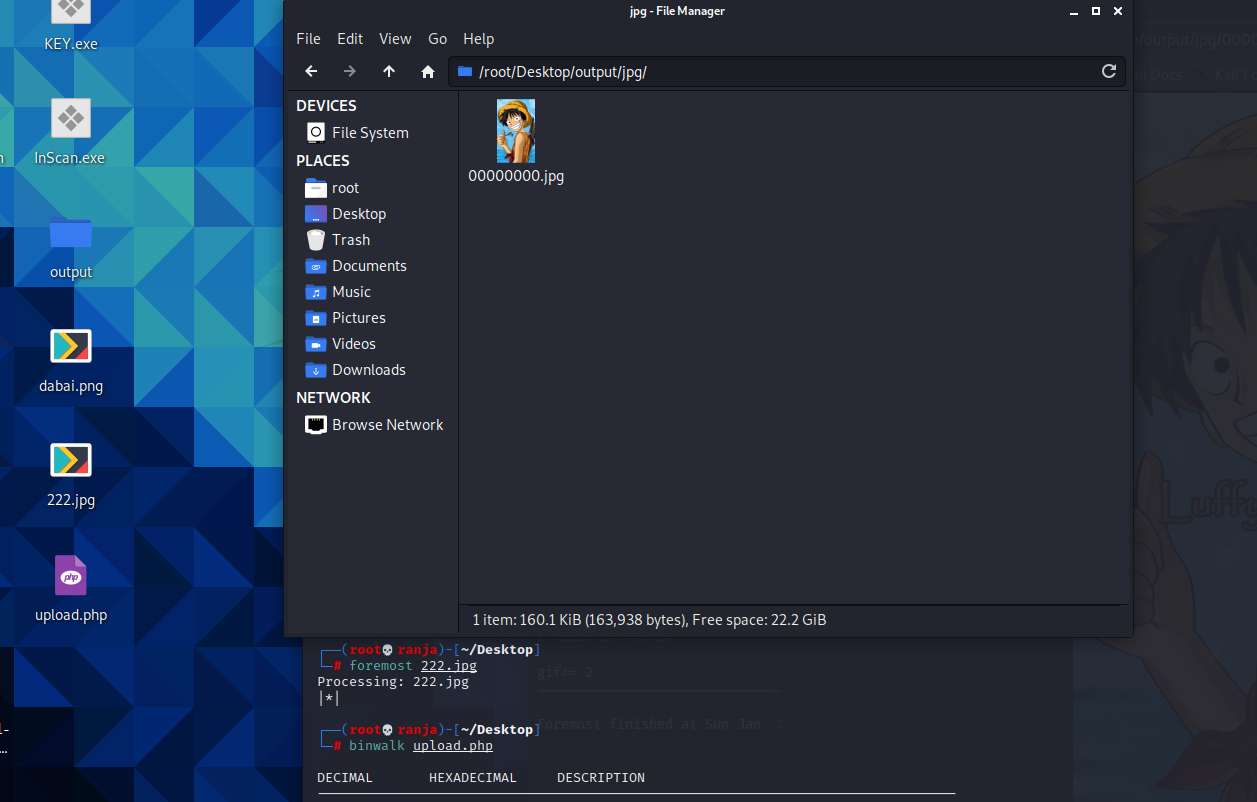 KEY.exe
InScan.exe
output
dabai.png
222.jpg
upload.php
php
jpg - File Manager
File Edit View Go Help
/root/Desktop/output/jpg/
DEVICES
File System
PLACES
root
Desktop
Trash
Documents
Music
Pictures
Videos
Downloads
NETWORK
Browse Network
00000000.jpg
1 item: 160.1 KiB (163,938 bytes), Free space: 22.2 GiB
/output/jpg/000
Kali Docs
Luffy
(root💀ranja)-[~/Desktop]
# foremost 222.jpg
Processing: 222.jpg
|*|
gif:= 2
Foremost finished at Sun Jan
(root💀ranja)-[~/Desktop]
# binwalk upload.php
DECIMAL HEXADECIMAL DESCRIPTION